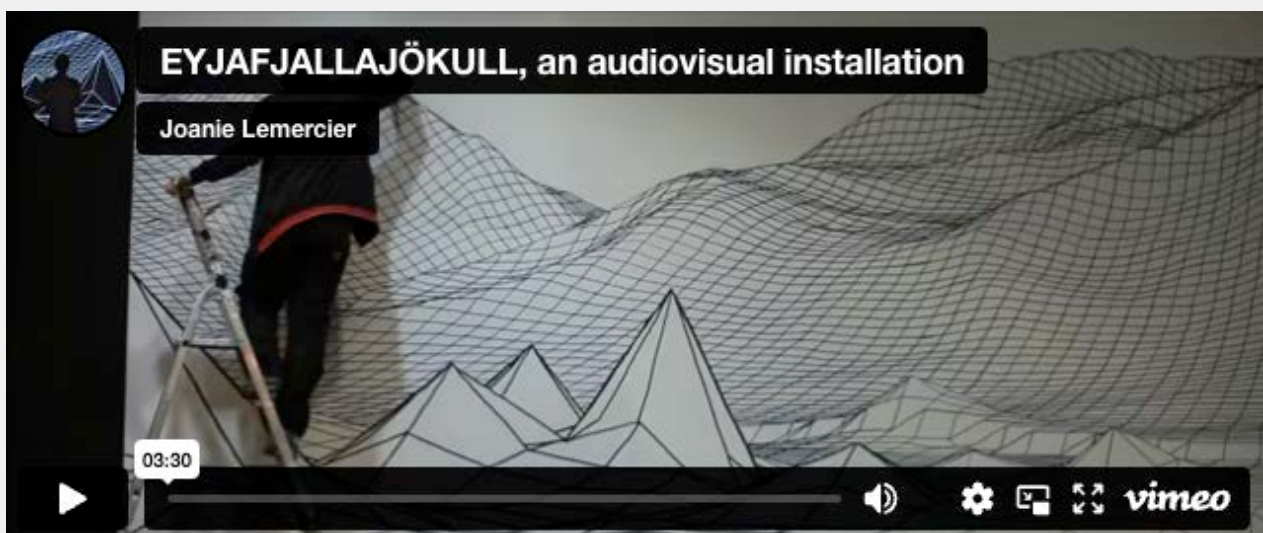 EYJAFJALLAJÖKULL, an audiovisual installation
Joanie Lemercier
03:30
vimeo